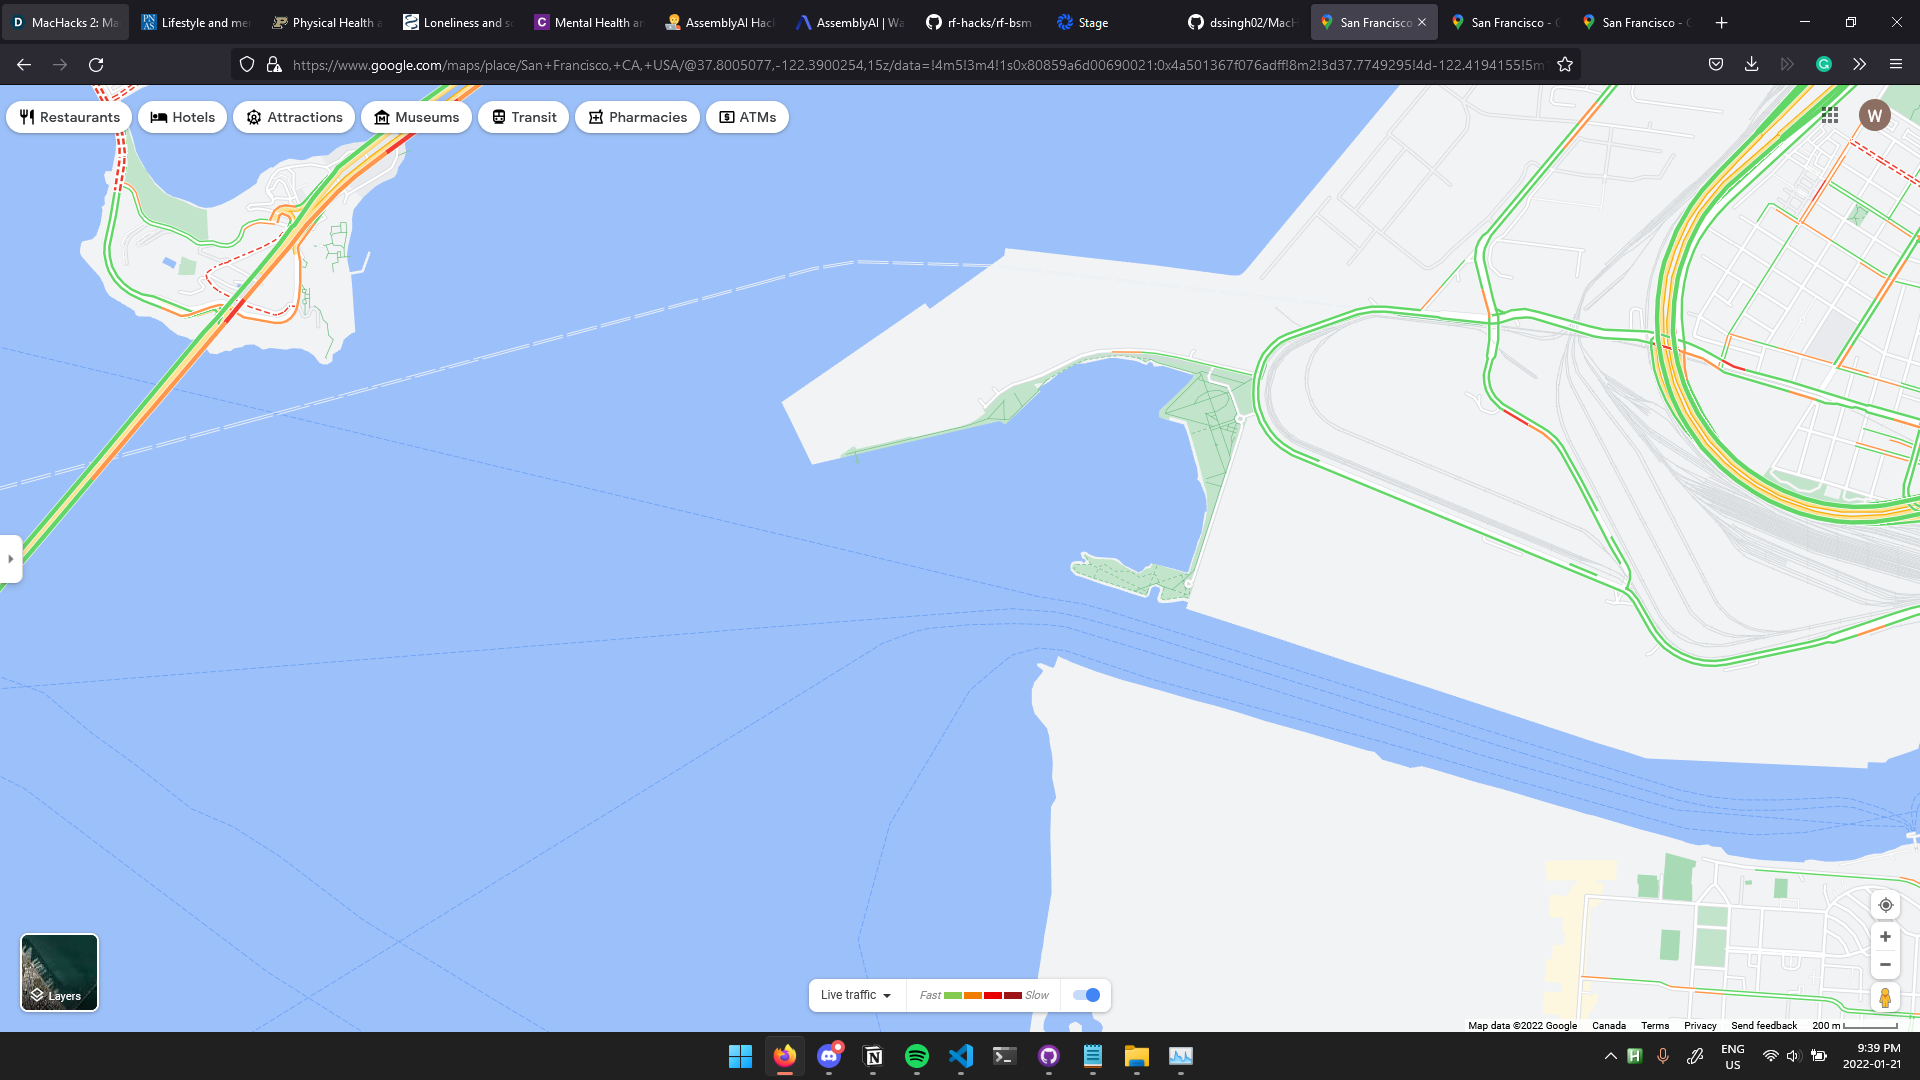 MacHacks 2: Ma
Lifestyle and me
Physical Health a
Loneliness and so
Mental Health an
AssemblyAI Hack
AssemblyAI | Wa
rf-hacks/rf-bsm
Stage
dssingh02/MacH
San Francisco
San Francisco - G
San Francisco - G
https://www.google.com/maps/place/San+Francisco,+CA,+USA/@37.8005077,-122.3900254,15z/data=!4m5!3m4!1s0x80859a6d00690021:0x4a501367f076adff!8m2!3d37.7749295!4d-122.4194155!5m1
Restaurants
Hotels
Attractions
Museums
Transit
Pharmacies
ATMs
W
Layers
Live traffic
Fast
Slow
Map data ©2022 Google
Canada
Terms
Privacy
Send feedback
200 m
ENG
US
9:39 PM
2022-01-21